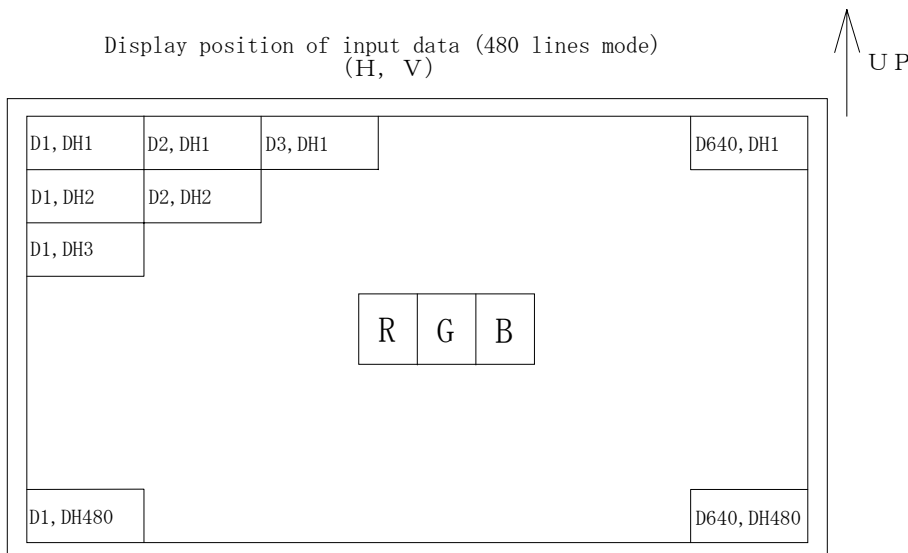 Display position of input data (480 lines mode)
(H, V)
UP
D1,DH1 D2,DH1 D3,DH1 D640,DH1
D1,DH2 D2,DH2
D1,DH3
R G B
D1,DH480 D640,DH480